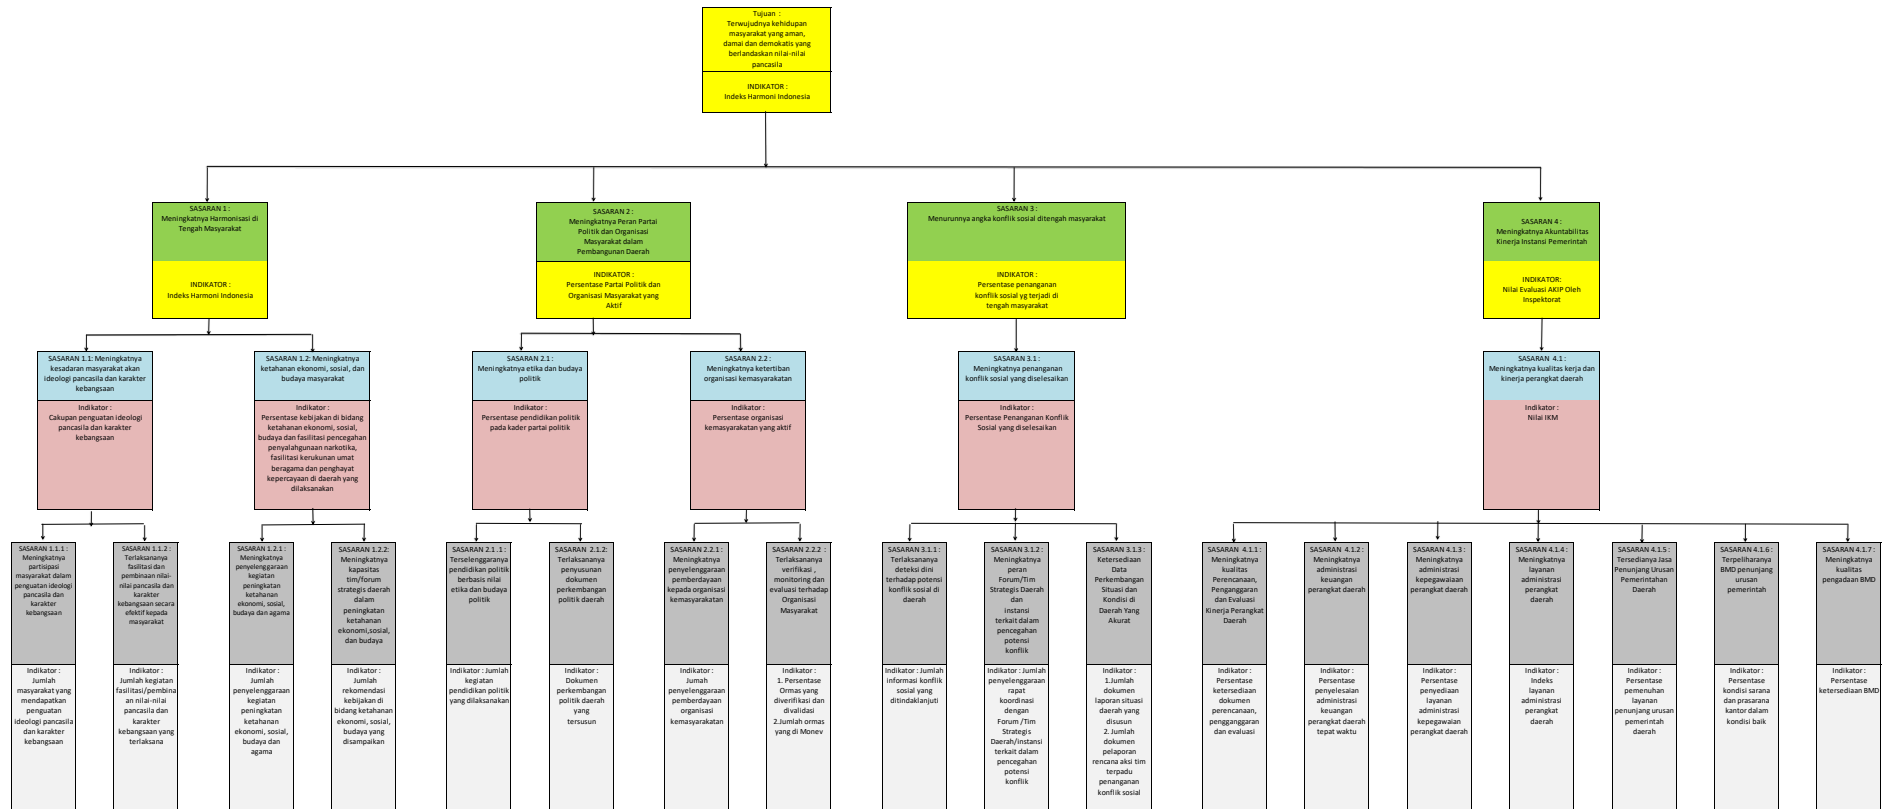 Tujuan :
Terwujudnya kehidupan
masyarakat yang aman,
damai dan demokatis yang
berlandaskan nilai-nilai
pancasila
INDIKATOR :
Indeks Harmoni Indonesia
SASARAN 1 :
Meningkatnya Harmonisasi di
Tengah Masyarakat
INDIKATOR :
Indeks Harmoni Indonesia
SASARAN 2 :
Meningkatnya Peran Partai
Politik dan Organisasi
Masyarakat dalam
Pembangunan Daerah
INDIKATOR :
Persentase Partai Politik dan
Organisasi Masyarakat yang
Aktif
SASARAN 3 :
Menurunnya angka konflik sosial ditengah masyarakat
INDIKATOR :
Persentase penanganan
konflik sosial yg terjadi di
tengah masyarakat
SASARAN 4 :
Meningkatnya Akuntabilitas
Kinerja Instansi Pemerintah
INDIKATOR:
Nilai Evaluasi AKIP Oleh
Inspektorat
SASARAN 1.1: Meningkatnya
kesadaran masyarakat akan
ideologi pancasila dan karakter
kebangsaan
Indikator :
Cakupan penguatan ideologi
pancasila dan karakter
kebangsaan
SASARAN 1.2: Meningkatnya
ketahanan ekonomi, sosial, dan
budaya masyarakat
Indikator :
Persentase kebijakan di bidang
ketahanan ekonomi, sosial,
budaya dan fasilitasi pencegahan
penyalahgunaan narkotika,
fasilitasi kerukunan umat
beragama dan penghayat
kepercayaan di daerah yang
dilaksanakan
SASARAN 2.1 :
Meningkatnya etika dan budaya
politik
Indikator :
Persentase pendidikan politik
pada kader partai politik
SASARAN 2.2 :
Meningkatnya ketertiban
organisasi kemasyarakatan
Indikator :
Persentase organisasi
kemasyarakatan yang aktif
SASARAN 3.1 :
Meningkatnya penanganan
konflik sosial yang diselesaikan
Indikator :
Persentase Penanganan Konflik
Sosial yang diselesaikan
SASARAN 4.1 :
Meningkatnya kualitas kerja dan
kinerja perangkat daerah
Indikator :
Nilai IKM
SASARAN 1.1.1 :
Meningkatnya
partisipasi
masyarakat dalam
penguatan ideologi
pancasila dan
karakter
kebangsaan
Indikator :
Jumlah
masyarakat yang
mendapatkan
penguatan
ideologi pancasila
dan karakter
kebangsaan
SASARAN 1.1.2 :
Terlaksananya
fasilitasi dan
pembinaan nilai-
nilai pancasila dan
karakter
kebangsaan secara
efektif kepada
masyarakat
Indikator :
Jumlah kegiatan
fasilitasi/pembina
an nilai-nilai
pancasila dan
karakter
kebangsaan yang
terlaksana
SASARAN 1.2.1 :
Meningkatnya
penyelenggaraan
kegiatan
peningkatan
ketahanan
ekonomi, sosial,
budaya dan agama
Indikator :
Jumlah
penyelenggaraan
kegiatan
peningkatan
ketahanan
ekonomi, sosial,
budaya dan
agama
SASARAN 1.2.2:
Meningkatnya
kapasitas
tim/forum
strategis daerah
dalam
peningkatan
ketahanan
ekonomi,sosial,
dan budaya
Indikator :
Jumlah
rekomendasi
kebijakan di
bidang ketahanan
ekonomi, sosial,
budaya yang
disampaikan
SASARAN 2.1 .1 :
Terselenggaranya
pendidikan politik
berbasis nilai
etika dan budaya
politik
Indikator : Jumlah
kegiatan
pendidikan politik
yang dilaksanakan
SASARAN 2.1.2:
Terlaksananya
penyusunan
dokumen
perkembangan
politik daerah
Indikator :
Dokumen
perkembangan
politik daerah
yang
tersusun
SASARAN 2.2.1 :
Meningkatnya
penyelenggaraan
pemberdayaan
kepada organisasi
kemasyarakatan
Indikator :
Jumah
penyelenggaraan
pemberdayaan
organisasi
kemasyarakatan
SASARAN 2.2.2 :
Terlaksananya
verifikasi ,
monitoring dan
evaluasi terhadap
Organisasi
Masyarakat
Indikator :
1. Persentase
Ormas yang
diverifikasi dan
divalidasi
2.Jumlah ormas
yang di Monev
SASARAN 3.1.1 :
Terlaksananya
deteksi dini
terhadap potensi
konflik sosial di
daerah
Indikator : Jumlah
informasi konflik
sosial yang
ditindaklanjuti
SASARAN 3.1.2 :
Meningkatnya
peran
Forum/Tim
Strategis Daerah
dan
instansi
terkait dalam
pencegahan
potensi
konflik
Indikator : Jumlah
penyelenggaraan
rapat
koordinasi
dengan
Forum /Tim
Strategis
Daerah/instansi
terkait dalam
pencegahan
potensi
konflik
SASARAN 3.1.3 :
Ketersediaan
Data
Perkembangan
Situasi dan
Kondisi di
Daerah Yang
Akurat
Indikator :
1.Jumlah
dokumen
laporan situasi
daerah yang
disusun
2. Jumlah
dokumen
pelaporan
rencana aksi tim
terpadu
penanganan
konflik sosial
SASARAN 4.1.1 :
Meningkatnya
kualitas
Perencanaan,
Penganggaran
dan Evaluasi
Kinerja Perangkat
Daerah
Indikator :
Persentase
ketersediaan
dokumen
perencanaan,
pengganggaran
dan evaluasi
SASARAN 4.1.2 :
Meningkatnya
administrasi
keuangan
perangkat daerah
Indikator :
Persentase
penyelesaian
administrasi
keuangan
perangkat daerah
tepat waktu
SASARAN 4.1.3 :
Meningkatnya
administrasi
kepegawaiaan
perangkat daerah
Indikator :
Persentase
penyediaan
layanan
administrasi
kepegawaian
perangkat daerah
SASARAN 4.1.4 :
Meningkatnya
layanan
administrasi
perangkat
daerah
Indikator :
Indeks
layanan
administrasi
perangkat
daerah
SASARAN 4.1.5 :
Tersedianya Jasa
Penunjang Urusan
Pemerintahan
Daerah
Indikator :
Persentase
pemenuhan
layanan
penunjang urusan
pemerintah
daerah
SASARAN 4.1.6 :
Terpeliharanya
BMD penunjang
urusan
pemerintah
Indikator :
Persentase
kondisi sarana
dan prasarana
kantor dalam
kondisi baik
SASARAN 4.1.7 :
Meningkatnya
kualitas
pengadaan BMD
Indikator :
Persentase
ketersediaan BMD